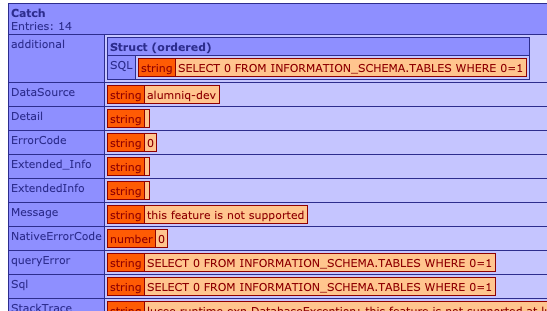 Catch
Entries: 14
additional
Struct (ordered)
SQL string SELECT 0 FROM INFORMATION_SCHEMA.TABLES WHERE 0=1
DataSource string alumniq-dev
Detail string
ErrorCode string 0
Extended_Info string
ExtendedInfo string
Message string this feature is not supported
NativeErrorCode number 0
queryError string SELECT 0 FROM INFORMATION_SCHEMA.TABLES WHERE 0=1
Sql string SELECT 0 FROM INFORMATION_SCHEMA.TABLES WHERE 0=1
StackTrace string lucee.runtime.exp.DatabaseException: this feature is not supported at